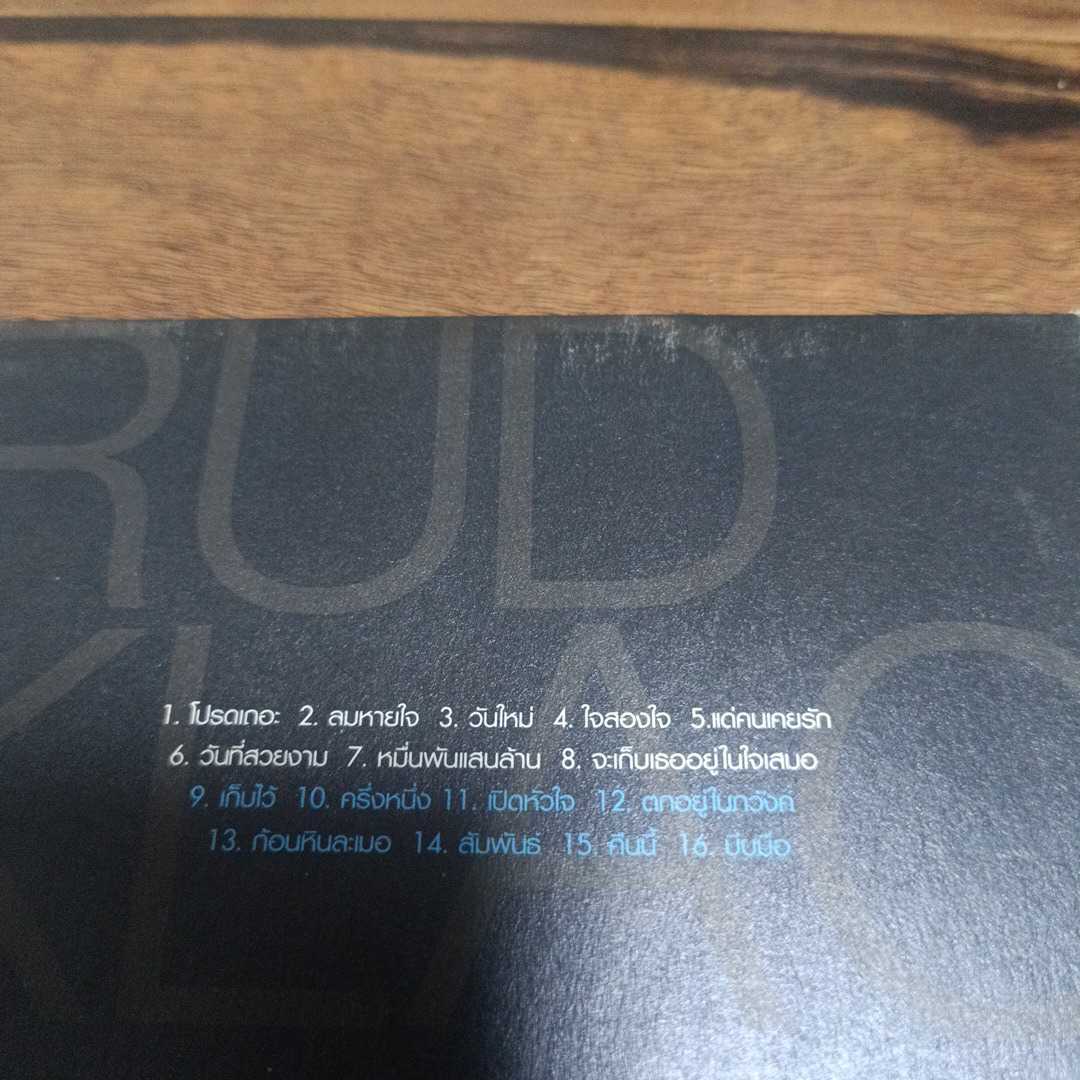 RUD
KLAO
1. โปรดเถอะ 2. ลมหายใจ 3. วันใหม่ 4. ใจสองใจ 5.แด่คนเคยรัก
6. วันที่สวยงาม 7. หมื่นพันแสนล้าน 8. จะเก็บเธออยู่ในใจเสมอ
9. เก็บไว้ 10. ครึ่งหนึ่ง 11. เปิดหัวใจ 12. ตกอยู่ในภวังค์
13. ก้อนหินละเมอ 14. สัมพันธ์ 15. คืนนี้ 16. บีบมือ